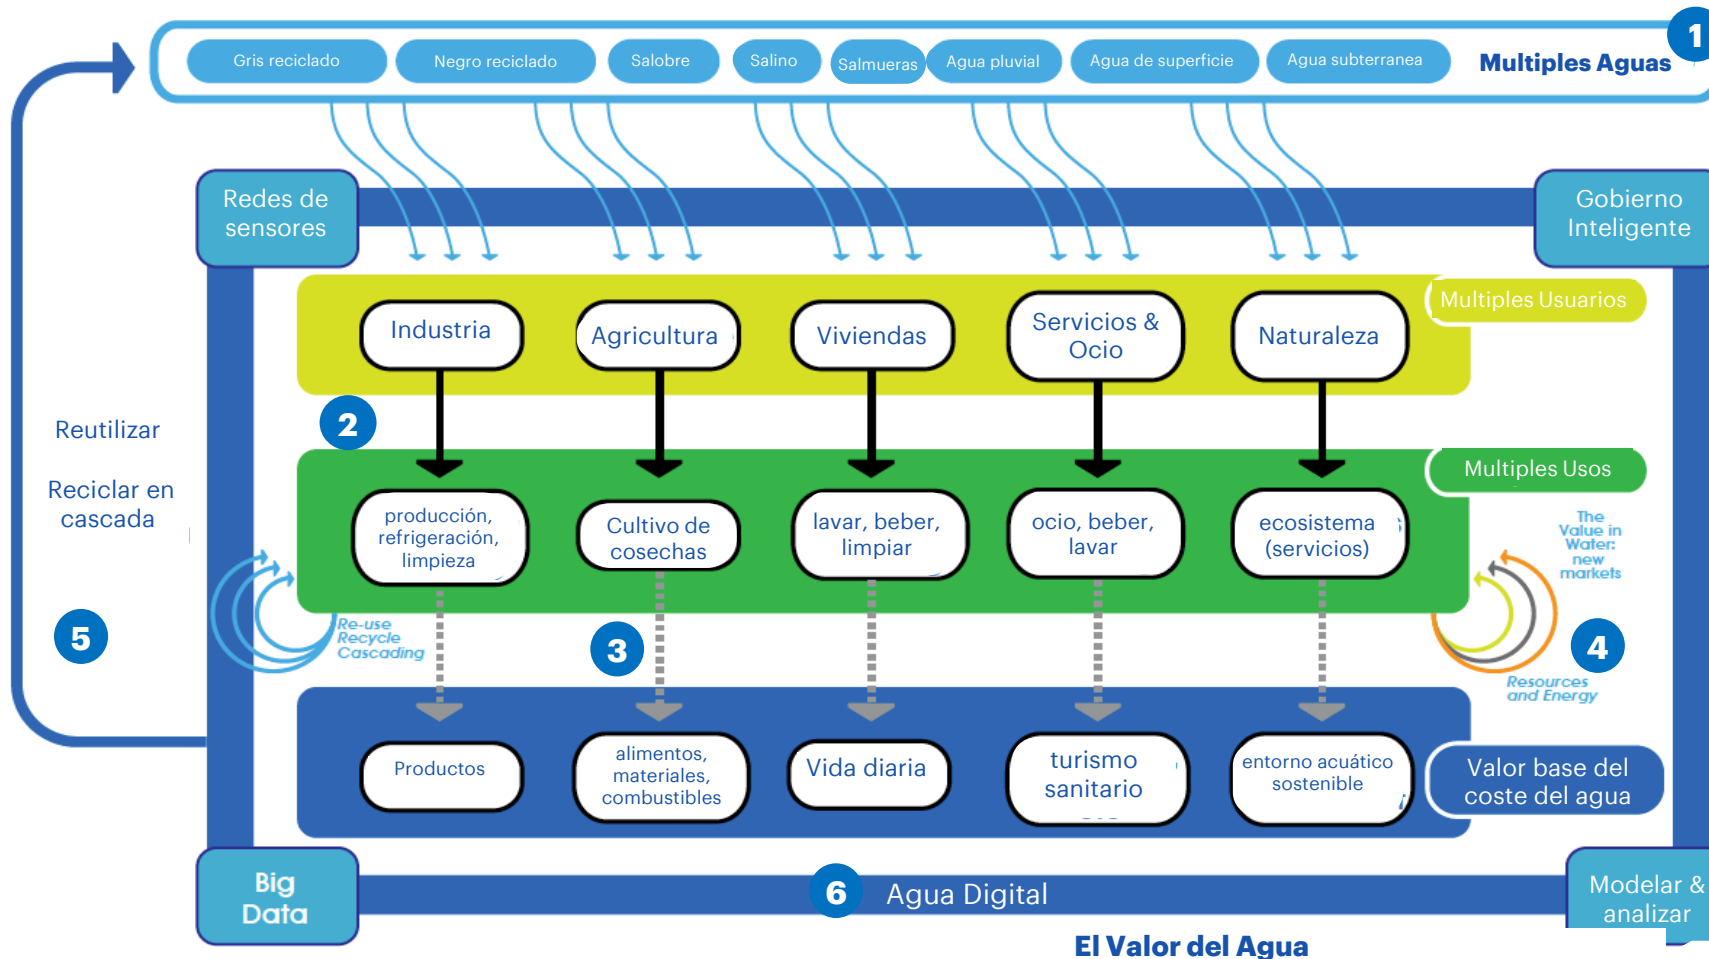 1
Gris reciclado
Negro reciclado
Salobre
Salino
Salmueras
Agua pluvial
Agua de superficie
Agua subterranea
Multiples Aguas
Redes de
sensores
Gobierno
Inteligente
Multiples Usuarios
Industria
Agricultura
Viviendas
Servicios &
Ocio
Naturaleza
2
Reutilizar
Reciclar en
cascada
Multiples Usos
producción,
refrigeración,
limpieza
Cultivo de
cosechas
lavar, beber,
limpiar
ocio, beber,
lavar
ecosistema
(servicios)
The
Value in
Water:
new
markets
5
Re-use
Recycle
Cascading
3
4
Resources
and Energy
Productos
alimentos,
materiales,
combustibles
Vida diaria
turismo
sanitario
entorno acuático
sostenible
Valor base del
coste del agua
Big
Data
6
Agua Digital
Modelar &
analizar
El Valor del Agua